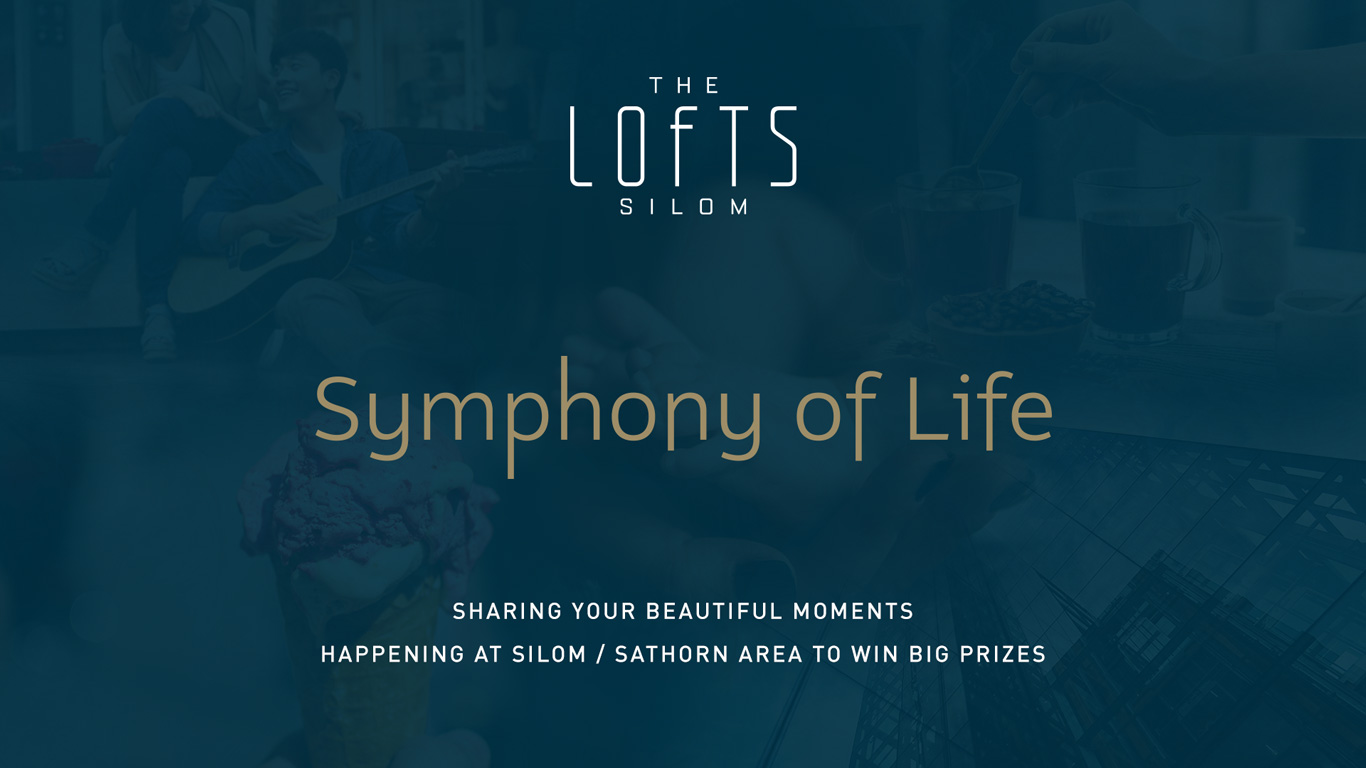 THE
LOFTS
SILOM
Symphony of Life
SHARING YOUR BEAUTIFUL MOMENTS
HAPPENING AT SILOM / SATHORN AREA TO WIN BIG PRIZES